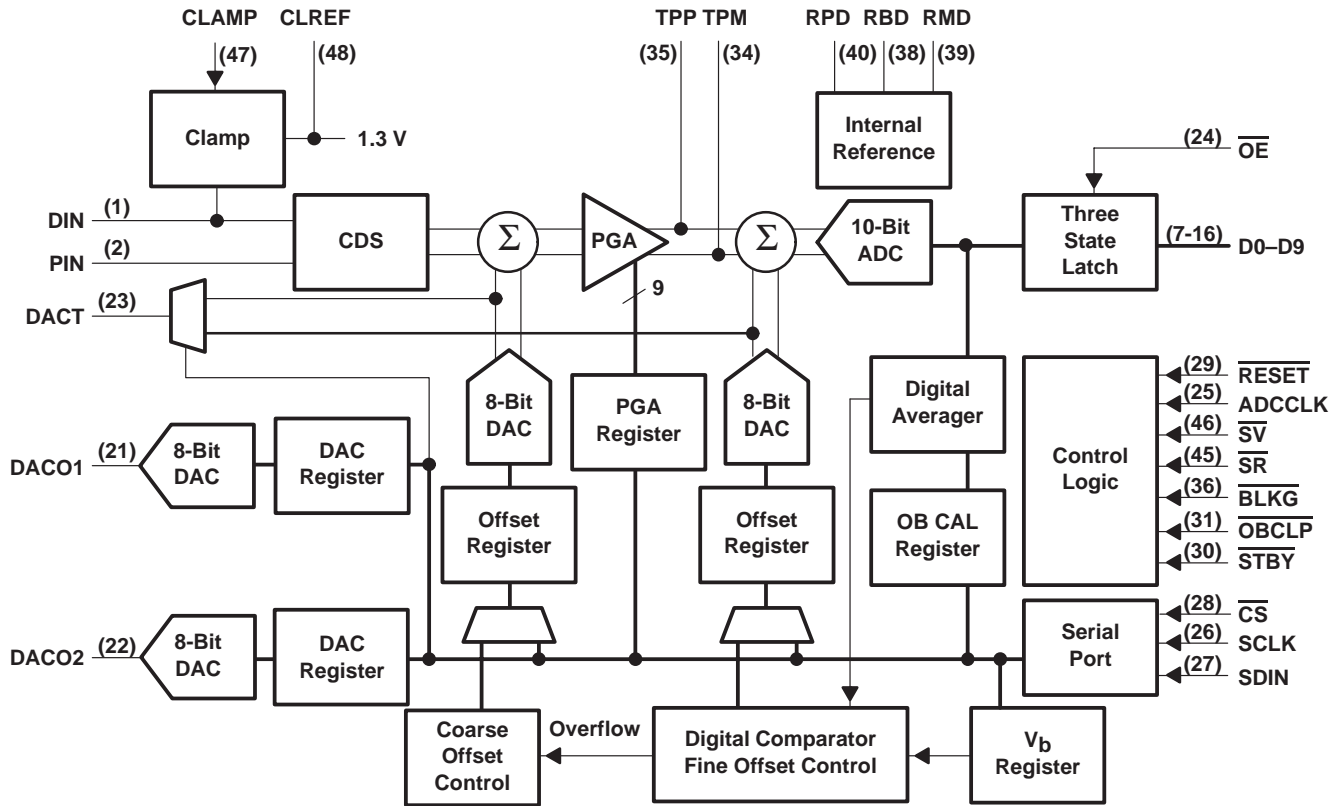 CLAMP CLREF TPP TPM RPD RBD RMD
(47) (48) (35) (34) (40) (38) (39)
Clamp
1.3 V
Internal
Reference
(24) OE
DIN (1)
PIN (2)
CDS
Σ
PGA
Σ
10-Bit
ADC
Three
State
Latch
(7-16) D0–D9
DACT (23)
9
8-Bit
DAC
PGA
Register
8-Bit
DAC
Digital
Averager
Control
Logic
(29) RESET
(25) ADCCLK
(46) SV
(45) SR
(36) BLKG
(31) OBCLP
(30) STBY
DACO1 (21)
8-Bit
DAC
DAC
Register
Offset
Register
Offset
Register
OB CAL
Register
DACO2 (22)
8-Bit
DAC
DAC
Register
Serial
Port
(28) CS
(26) SCLK
(27) SDIN
Coarse
Offset
Control
Overflow
Digital Comparator
Fine Offset Control
Vb
Register